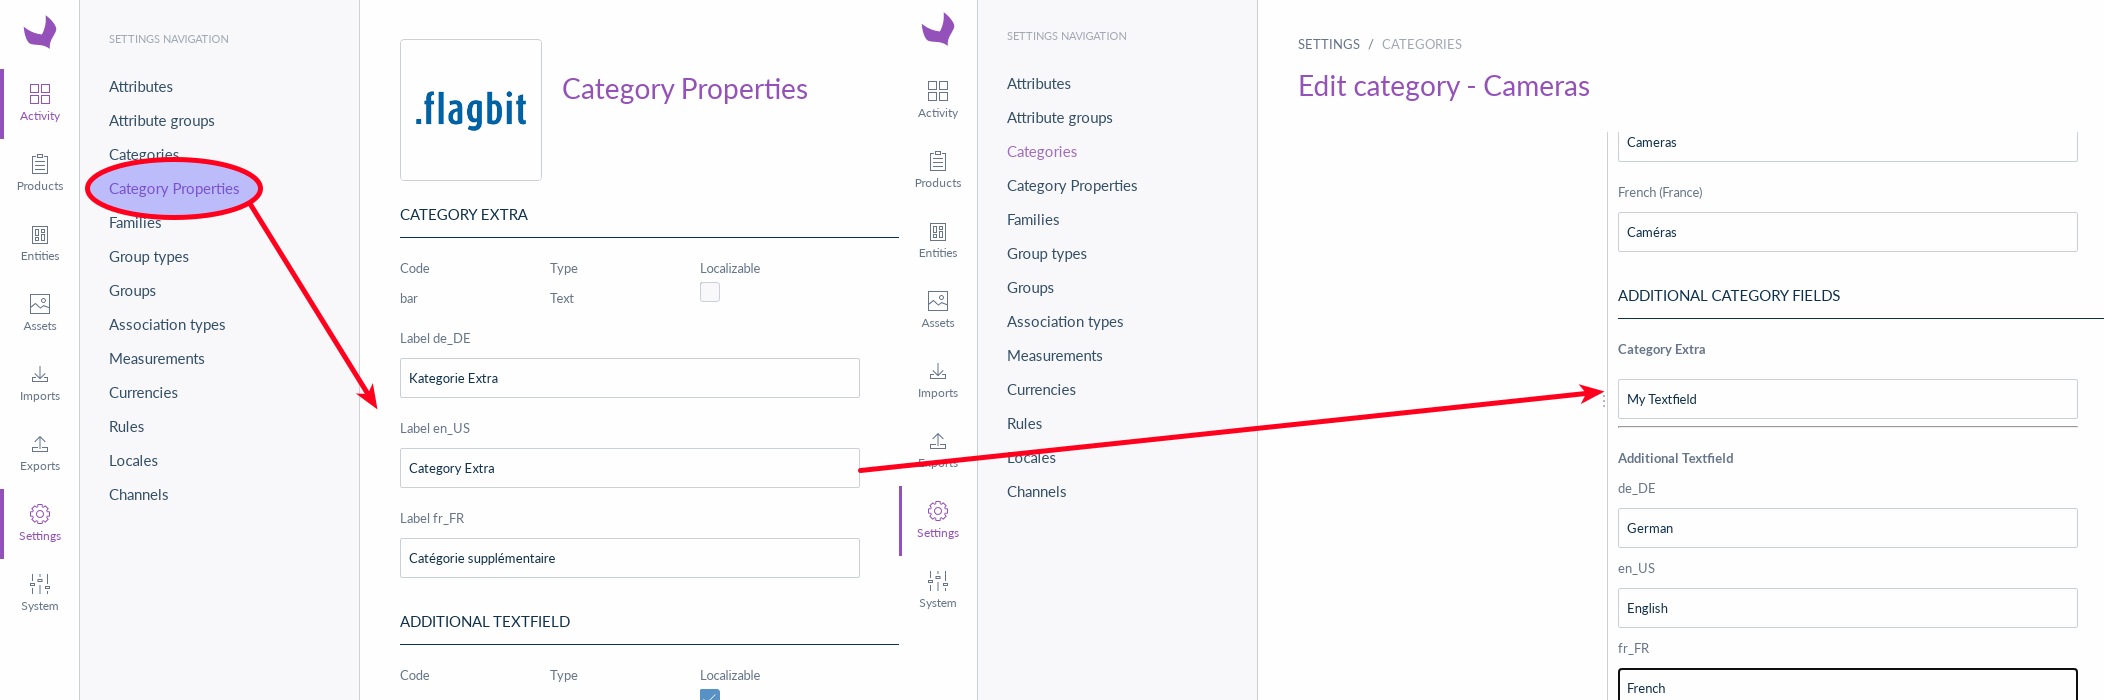 SETTINGS NAVIGATION
Attributes
Attribute groups
Categories
Category Properties
Families
Group types
Groups
Association types
Measurements
Currencies
Rules
Locales
Channels
Activity
Products
Entities
Assets
Imports
Exports
Settings
System
.flagbit
Category Properties
CATEGORY EXTRA
Code Type Localizable
bar Text
Label de_DE
Kategorie Extra
Label en_US
Category Extra
Label fr_FR
Catégorie supplémentaire
ADDITIONAL TEXTFIELD
Code Type Localizable
Activity
Products
Entities
Assets
Imports
Exports
Settings
System
SETTINGS NAVIGATION
Attributes
Attribute groups
Categories
Category Properties
Families
Group types
Groups
Association types
Measurements
Currencies
Rules
Locales
Channels
SETTINGS / CATEGORIES
Edit category - Cameras
Cameras
French (France)
Caméras
ADDITIONAL CATEGORY FIELDS
Category Extra
My Textfield
Additional Textfield
de_DE
German
en_US
English
fr_FR
French